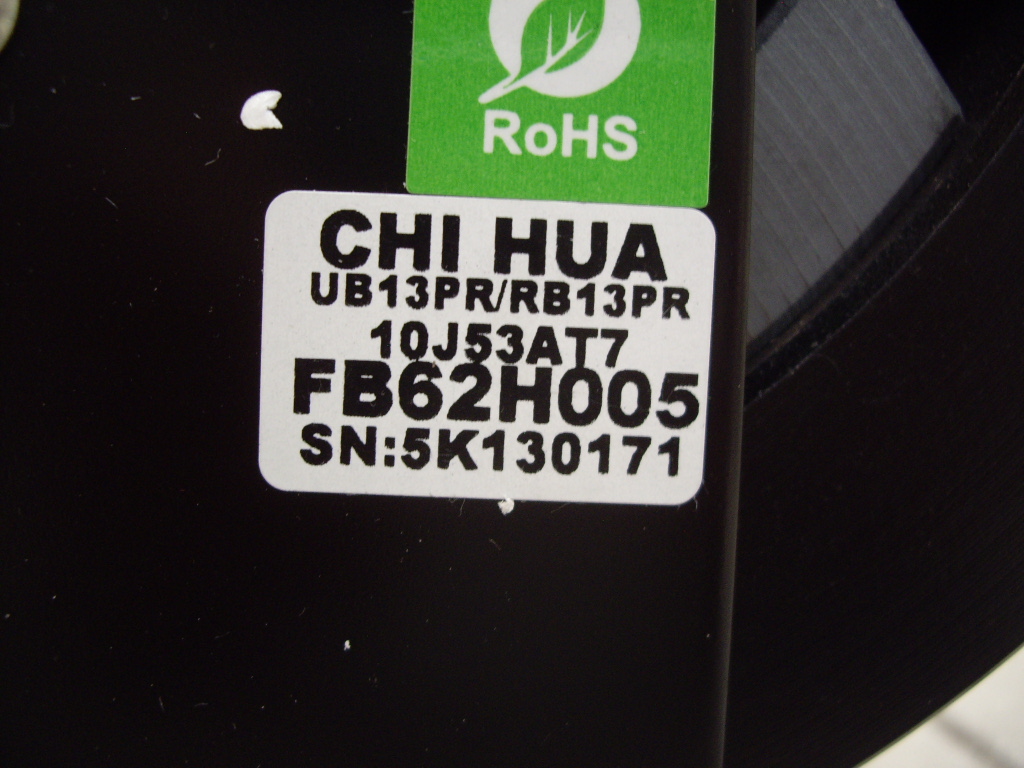 RoHS
CHI HUA
UB13PR/RB13PR
10J53AT7
FB62H005
SN:5K130171